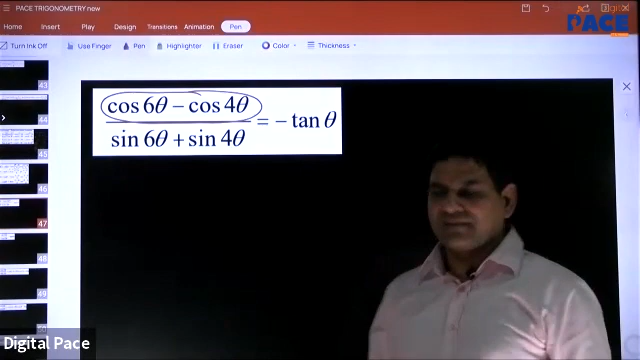 PACE TRIGONOMETRY new
digital
PACE
Home Insert Play Design Transitions Animation Pen
Turn Ink Off Use Finger Pen Highlighter Eraser Color Thickness
43
45
46
47
48
49
cos 6θ − cos 4θ
sin 6θ + sin 4θ
= − tan θ
Digital Pace